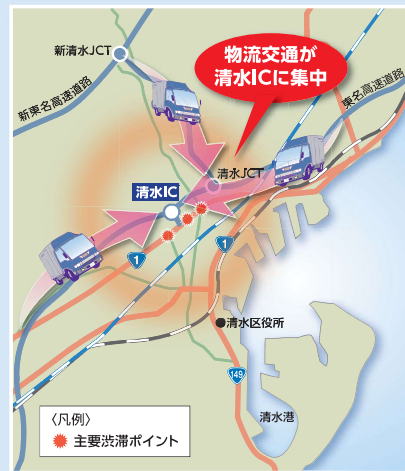 新清水JCT
物流交通が
清水ICに集中
新東名高速道路
東名高速道路
清水JCT
清水IC
1
1
清水区役所
149
清水港
〈凡例〉
主要渋滞ポイント